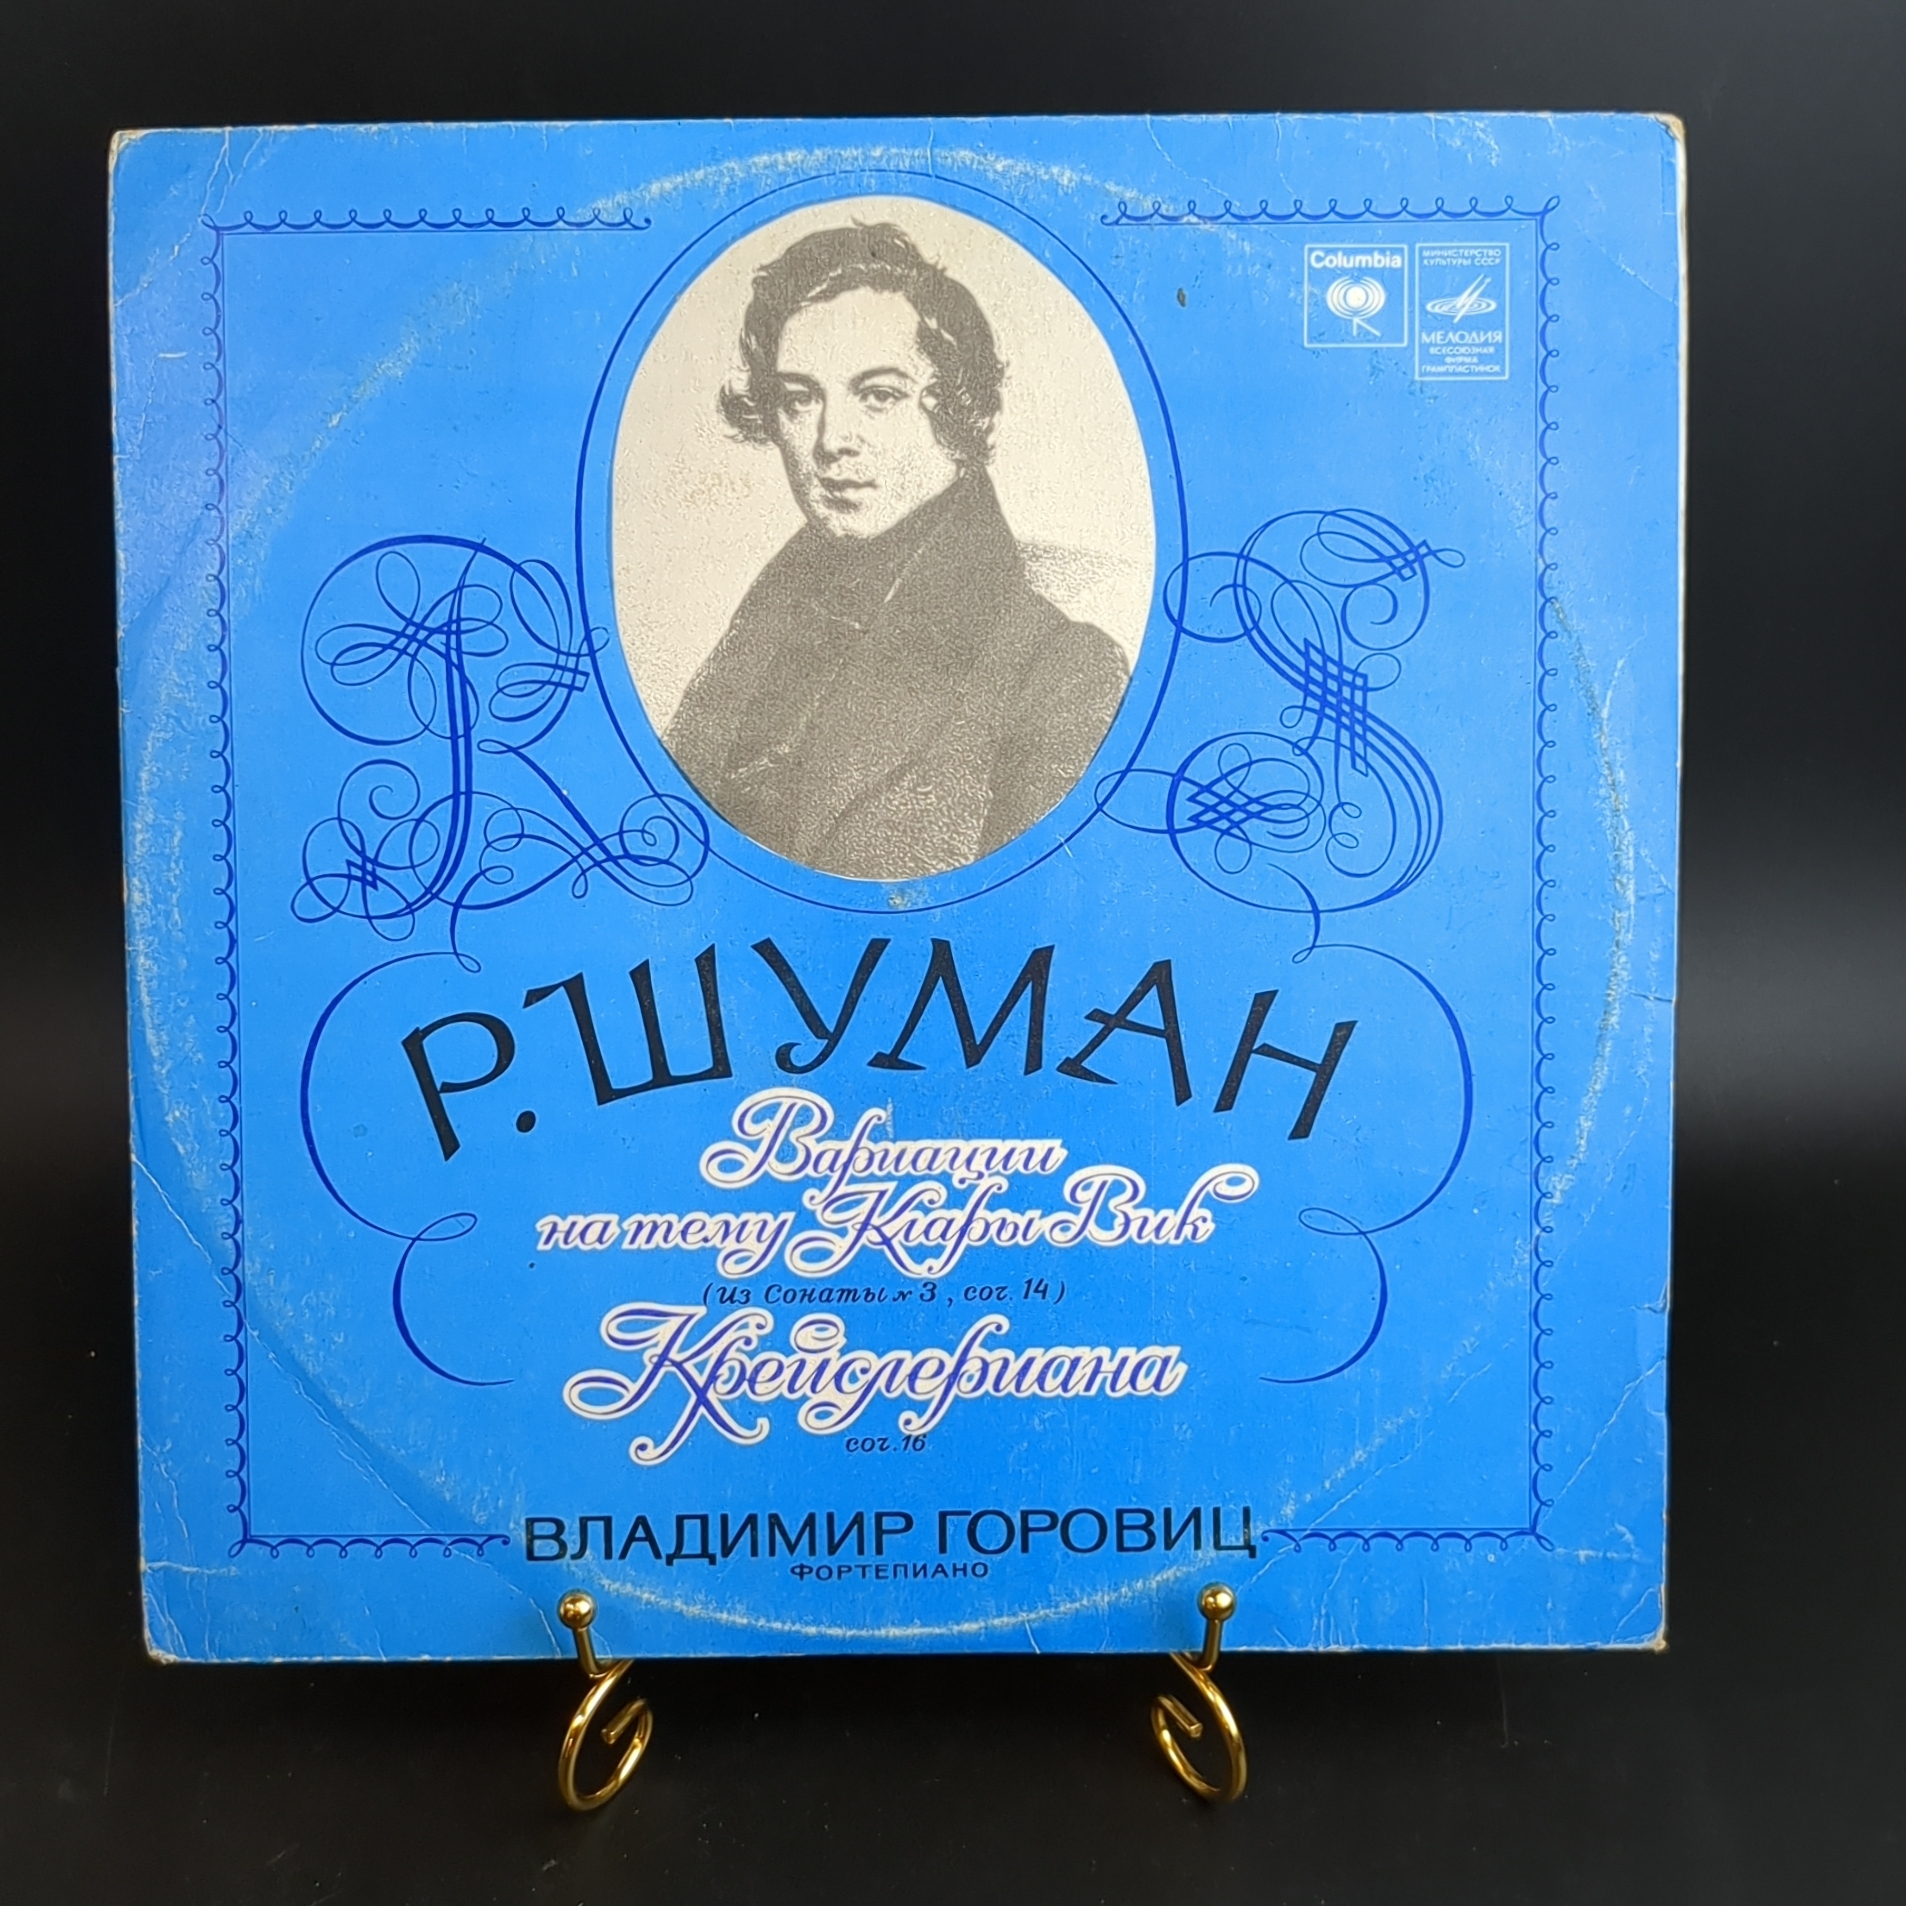 Columbia
МИНИСТЕРСТВО
КУЛЬТУРЫ СССР
МЕЛОДИЯ
ВСЕСОЮЗНАЯ
ФИРМА
ГРАМПЛАСТИНОК
R S
Р. ШУМАН
Вариации
на тему Клары Вик
(из Сонаты № 3, соч. 14)
Крейслериана
соч. 16
ВЛАДИМИР ГОРОВИЦ
ФОРТЕПИАНО